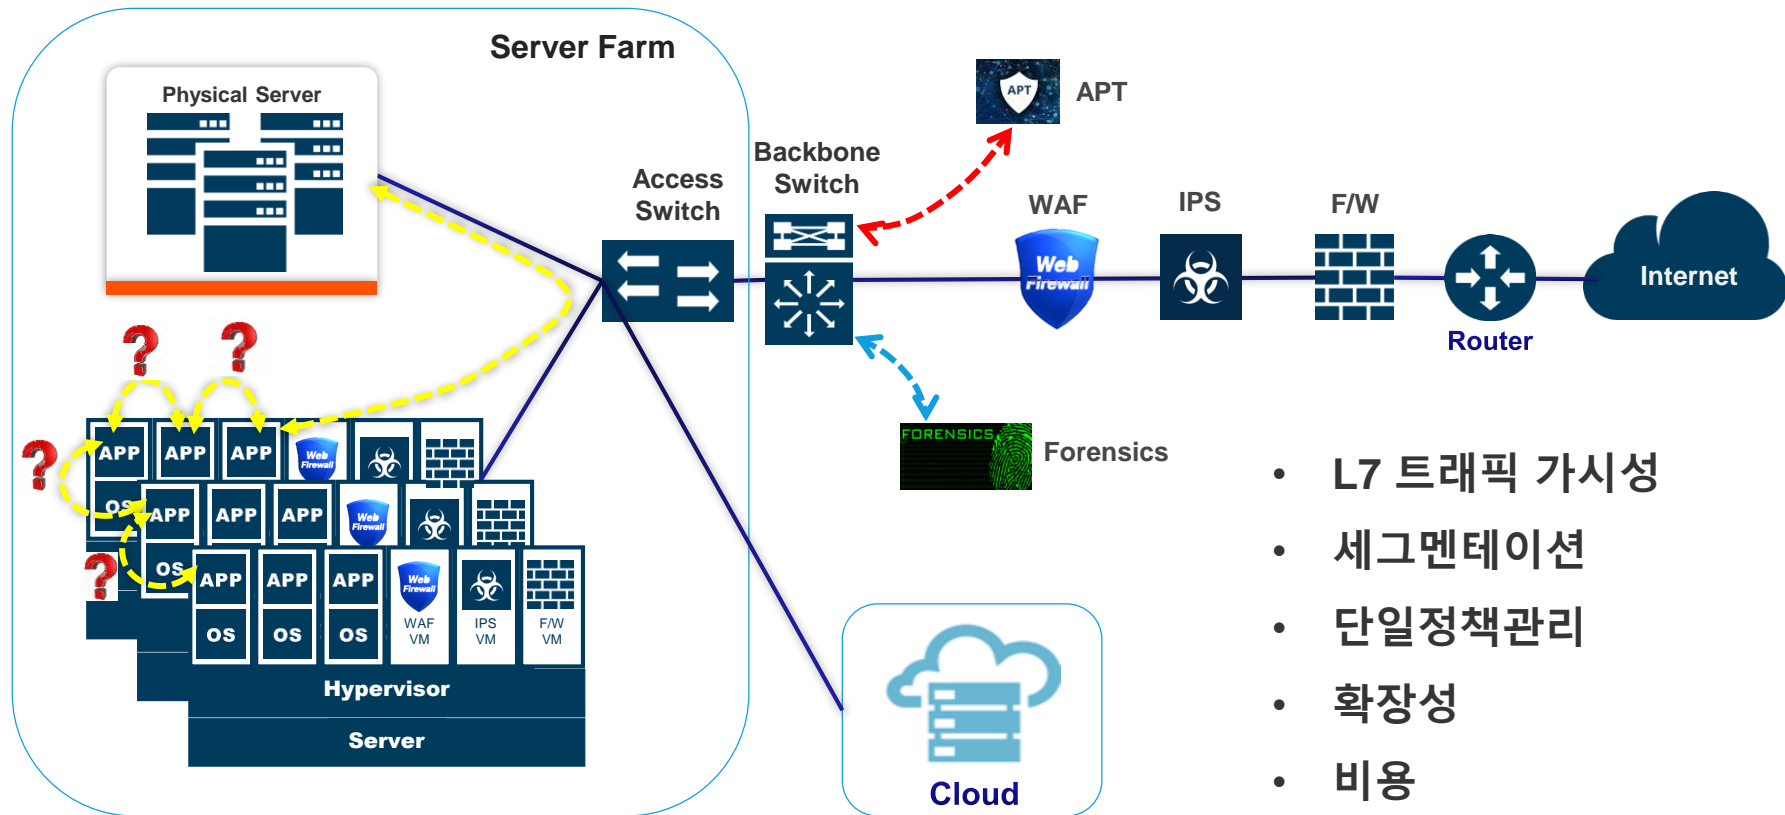 Server Farm
Physical Server
APT
APT
Backbone
Switch
Access
Switch
WAF
IPS
F/W
Web
Firewall
Internet
Router
FORENSICS
Forensics
APP
APP
APP
Web
Firewall
OS
APP
APP
APP
Web
Firewall
OS
APP
APP
APP
Web
Firewall
OS
OS
OS
WAF
VM
IPS
VM
F/W
VM
Hypervisor
Server
Cloud
• L7 트래픽 가시성
• 세그멘테이션
• 단일정책관리
• 확장성
• 비용